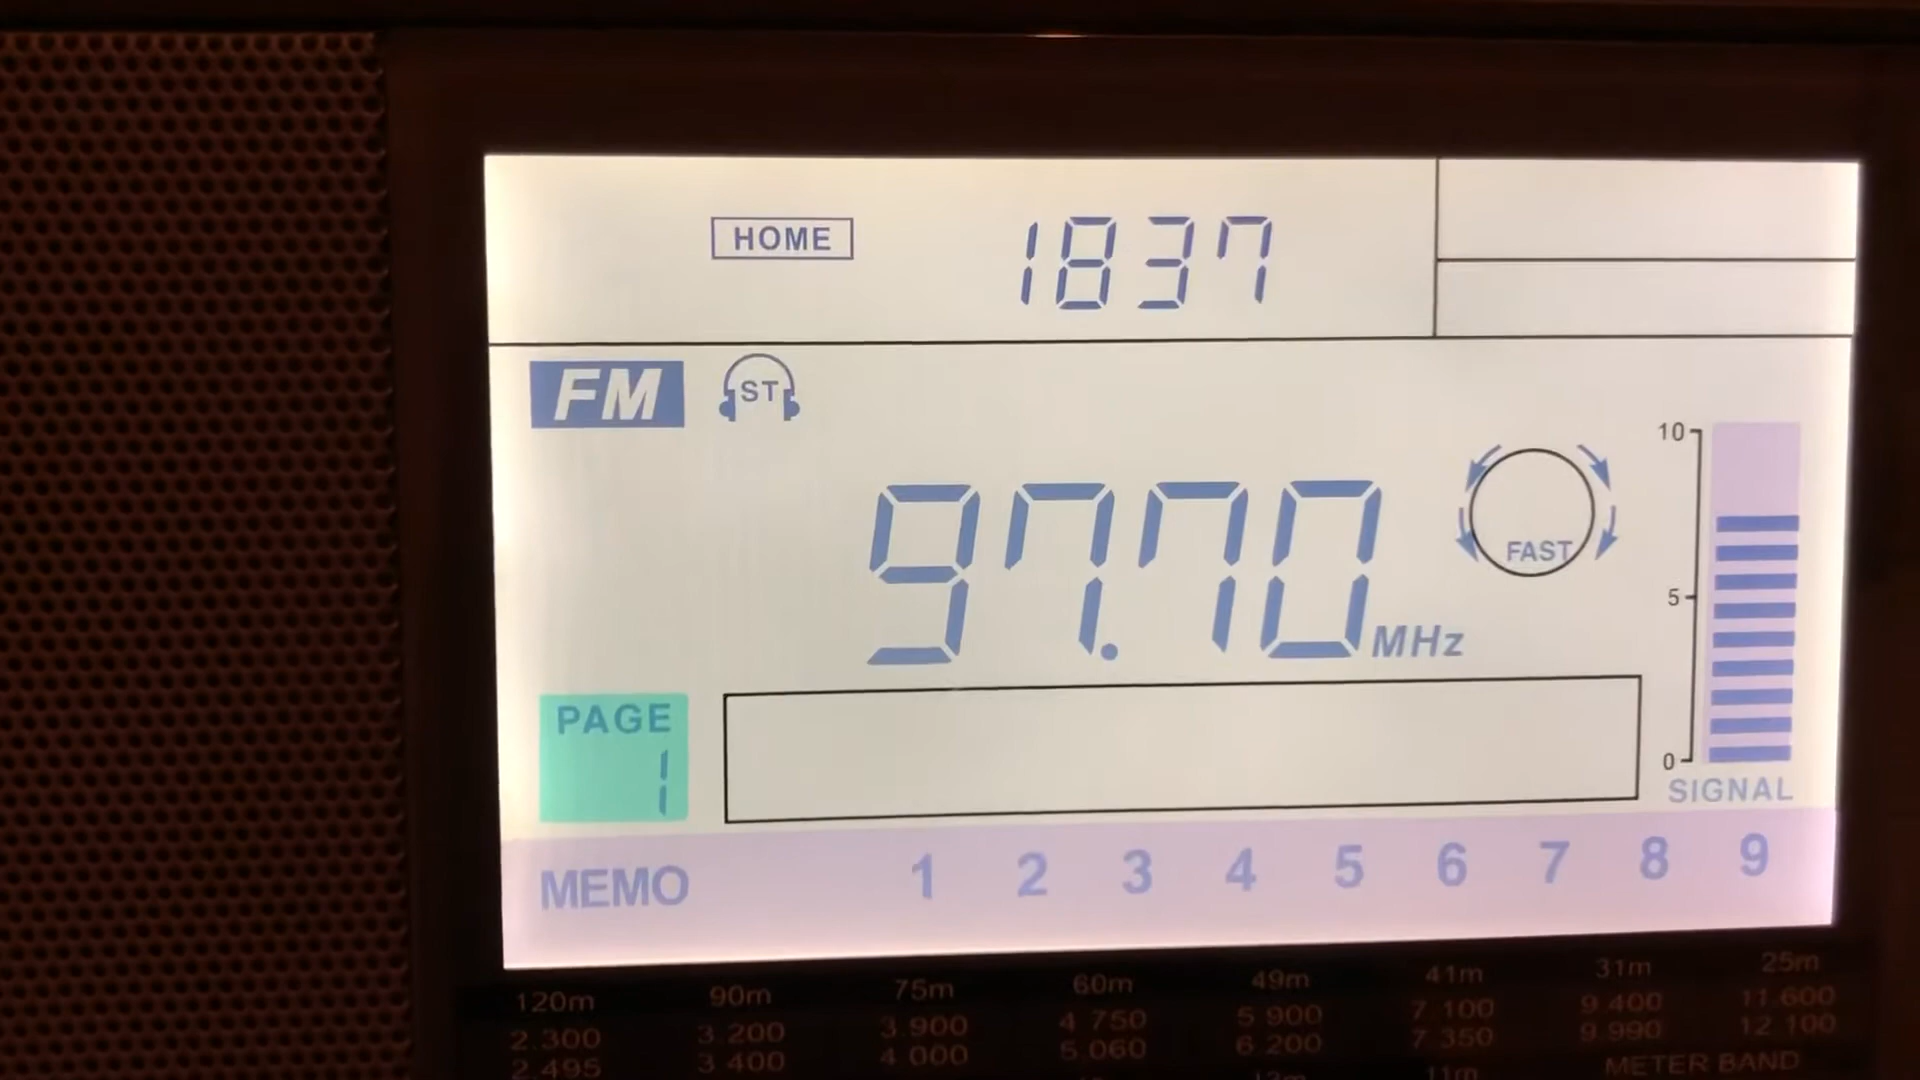 HOME 1837
FM ST
10
97.70 MHz
FAST
5
PAGE
1
0
SIGNAL
MEMO 1 2 3 4 5 6 7 8 9
120m 90m 75m 60m 49m 41m 31m 25m
2.300 3.200 3.900 4 750 5 900 7 100 9 400 11.600
2.495 3 400 4 000 5.060 6 200 7 350 9.990 12 100
METER BAND